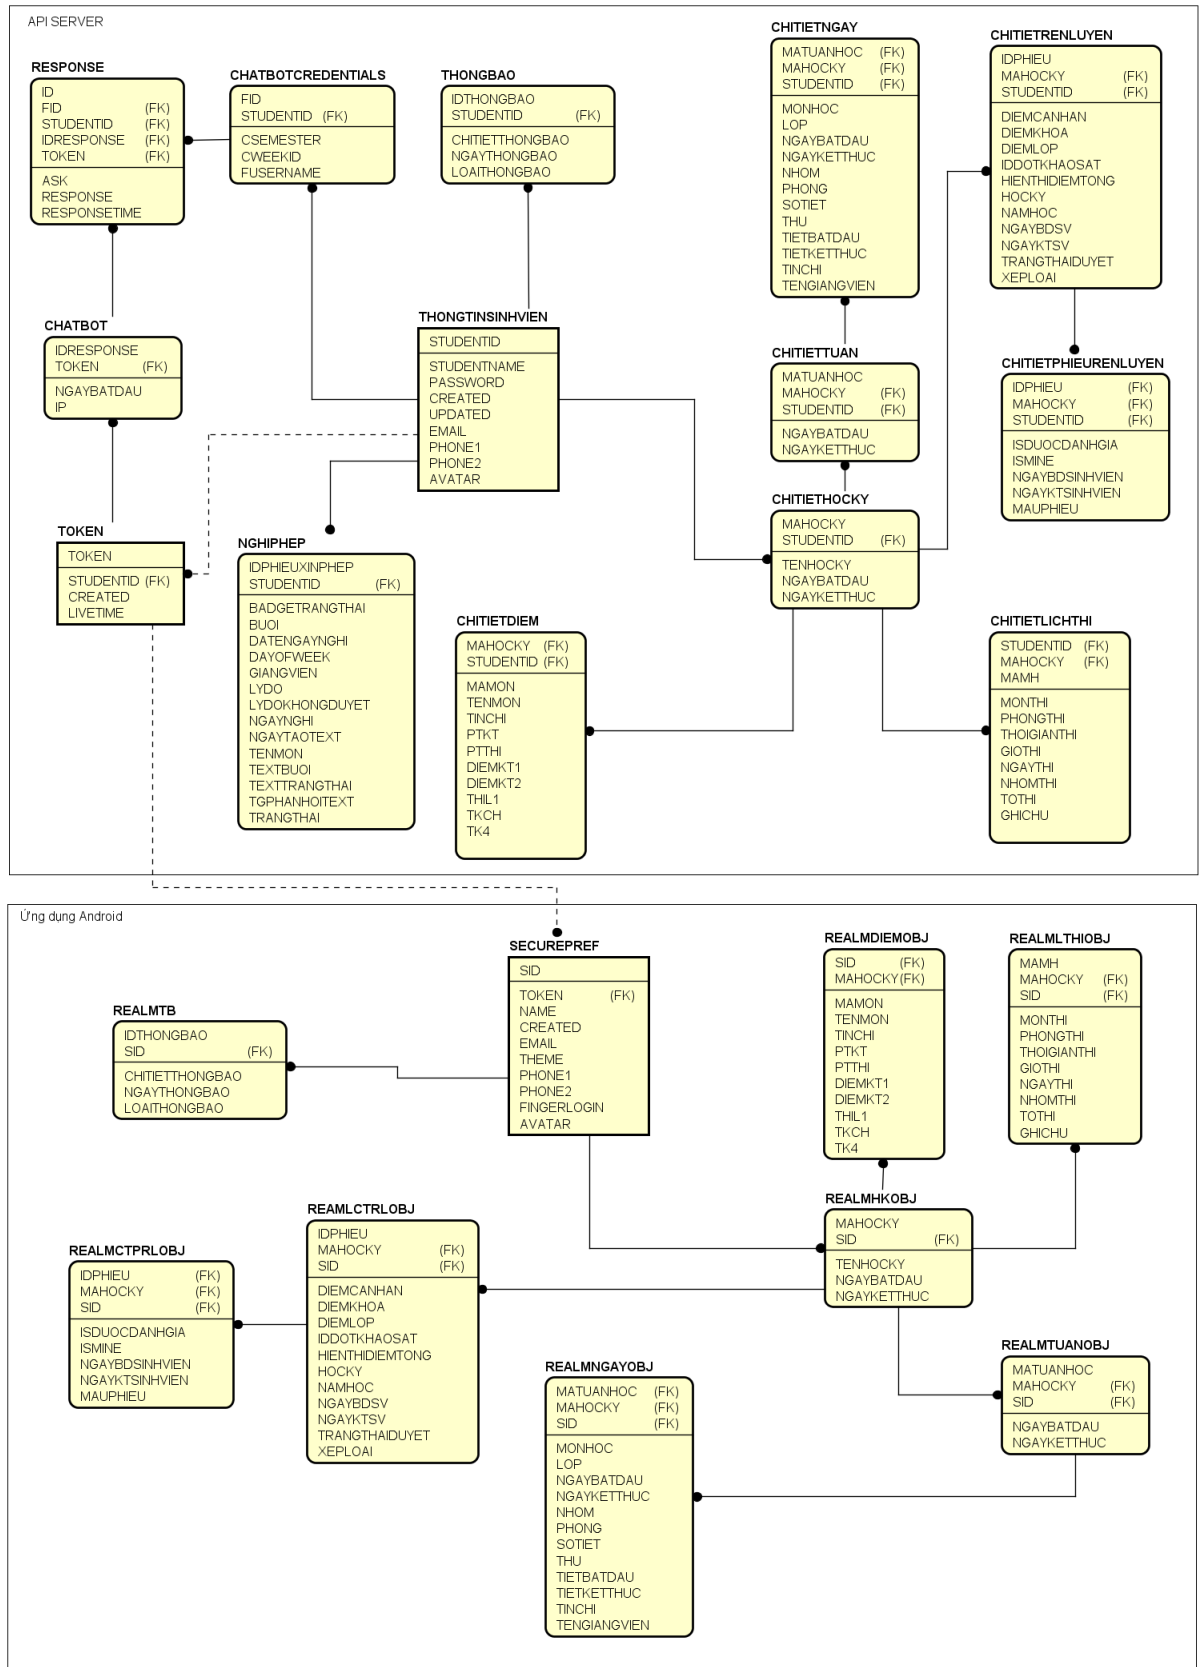 API SERVER
RESPONSE
ID
FID (FK)
STUDENTID (FK)
IDRESPONSE (FK)
TOKEN (FK)
ASK
RESPONSE
RESPONSETIME
CHATBOTCREDENTIALS
FID
STUDENTID (FK)
CSEMESTER
CWEEKID
FUSERNAME
THONGBAO
IDTHONGBAO
STUDENTID (FK)
CHITIETTHONGBAO
NGAYTHONGBAO
LOAITHONGBAO
CHITIETNGAY
MATUANHOC (FK)
MAHOCKY (FK)
STUDENTID (FK)
MONHOC
LOP
NGAYBATDAU
NGAYKETTHUC
NHOM
PHONG
SOTIET
THU
TIETBATDAU
TIETKETTHUC
TINCHI
TENGIANGVIEN
CHITIETRENLUYEN
IDPHIEU
MAHOCKY (FK)
STUDENTID (FK)
DIEMCANHAN
DIEMKHOA
DIEMLOP
IDDOTKHAOSAT
HIENTHIDIEMTONG
HOCKY
NAMHOC
NGAYBDSV
NGAYKTSV
TRANGTHAIDUYET
XEPLOAI
CHATBOT
IDRESPONSE
TOKEN (FK)
NGAYBATDAU
IP
THONGTINSINHVIEN
STUDENTID
STUDENTNAME
PASSWORD
CREATED
UPDATED
EMAIL
PHONE1
PHONE2
AVATAR
CHITIETTUAN
MATUANHOC
MAHOCKY (FK)
STUDENTID (FK)
NGAYBATDAU
NGAYKETTHUC
CHITIETPHIEURENLUYEN
IDPHIEU (FK)
MAHOCKY (FK)
STUDENTID (FK)
ISDUOCDANHGIA
ISMINE
NGAYBDSINHVIEN
NGAYKTSINHVIEN
MAUPHIEU
TOKEN
TOKEN
STUDENTID (FK)
CREATED
LIVETIME
NGHIPHEP
IDPHIEUXINPHEP
STUDENTID (FK)
BADGETRANGTHAI
BUOI
DATENGAYNGHI
DAYOFWEEK
GIANGVIEN
LYDO
LYDOKHONGDUYET
NGAYNGHI
NGAYTAOTEXT
TENMON
TEXTBUOI
TEXTTRANGTHAI
TGPHANHOITEXT
TRANGTHAI
CHITIETHOCKY
MAHOCKY
STUDENTID (FK)
TENHOCKY
NGAYBATDAU
NGAYKETTHUC
CHITIETDIEM
MAHOCKY (FK)
STUDENTID (FK)
MAMON
TENMON
TINCHI
PTKT
PTTHI
DIEMKT1
DIEMKT2
THIL1
TKCH
TK4
CHITIETLICHTHI
STUDENTID (FK)
MAHOCKY (FK)
MAMH
MONTHI
PHONGTHI
THOIGIANTHI
GIOTHI
NGAYTHI
NHOMTHI
TOTHI
GHICHU
Ứng dụng Android
SECUREPREF
SID
TOKEN (FK)
NAME
CREATED
EMAIL
THEME
PHONE1
PHONE2
FINGERLOGIN
AVATAR
REALMDIEMOBJ
SID (FK)
MAHOCKY (FK)
MAMON
TENMON
TINCHI
PTKT
PTTHI
DIEMKT1
DIEMKT2
THIL1
TKCH
TK4
REALMLTHIOBJ
MAMH
MAHOCKY (FK)
SID (FK)
MONTHI
PHONGTHI
THOIGIANTHI
GIOTHI
NGAYTHI
NHOMTHI
TOTHI
GHICHU
REALMTB
IDTHONGBAO
SID (FK)
CHITIETTHONGBAO
NGAYTHONGBAO
LOAITHONGBAO
REALMHKOBJ
MAHOCKY
SID (FK)
TENHOCKY
NGAYBATDAU
NGAYKETTHUC
REAMLCTRLOBJ
IDPHIEU
MAHOCKY (FK)
SID (FK)
DIEMCANHAN
DIEMKHOA
DIEMLOP
IDDOTKHAOSAT
HIENTHIDIEMTONG
HOCKY
NAMHOC
NGAYBDSV
NGAYKTSV
TRANGTHAIDUYET
XEPLOAI
REALMCTPRLOBJ
IDPHIEU (FK)
MAHOCKY (FK)
SID (FK)
ISDUOCDANHGIA
ISMINE
NGAYBDSINHVIEN
NGAYKTSINHVIEN
MAUPHIEU
REALMNGAYOBJ
MATUANHOC (FK)
MAHOCKY (FK)
SID (FK)
MONHOC
LOP
NGAYBATDAU
NGAYKETTHUC
NHOM
PHONG
SOTIET
THU
TIETBATDAU
TIETKETTHUC
TINCHI
TENGIANGVIEN
REALMTUANOBJ
MATUANHOC
MAHOCKY (FK)
SID (FK)
NGAYBATDAU
NGAYKETTHUC